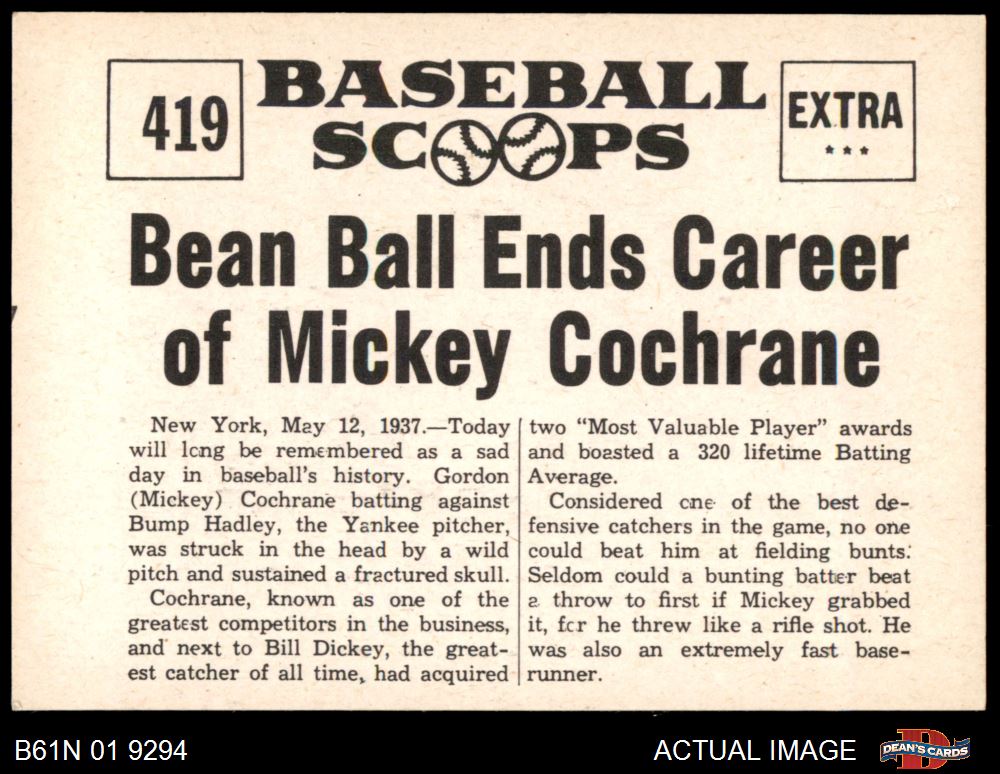 419
BASEBALL
SCOOPS
EXTRA
***
Bean Ball Ends Career
of Mickey Cochrane
New York, May 12, 1937.—Today
will long be remembered as a sad
day in baseball's history. Gordon
(Mickey) Cochrane batting against
Bump Hadley, the Yankee pitcher,
was struck in the head by a wild
pitch and sustained a fractured skull.
Cochrane, known as one of the
greatest competitors in the business,
and next to Bill Dickey, the great-
est catcher of all time, had acquired
two “Most Valuable Player” awards
and boasted a 320 lifetime Batting
Average.
Considered one of the best de-
fensive catchers in the game, no one
could beat him at fielding bunts.
Seldom could a bunting batter beat
a throw to first if Mickey grabbed
it, for he threw like a rifle shot. He
was also an extremely fast base-
runner.
B61N 01 9294
ACTUAL IMAGE
DEAN'S CARDS